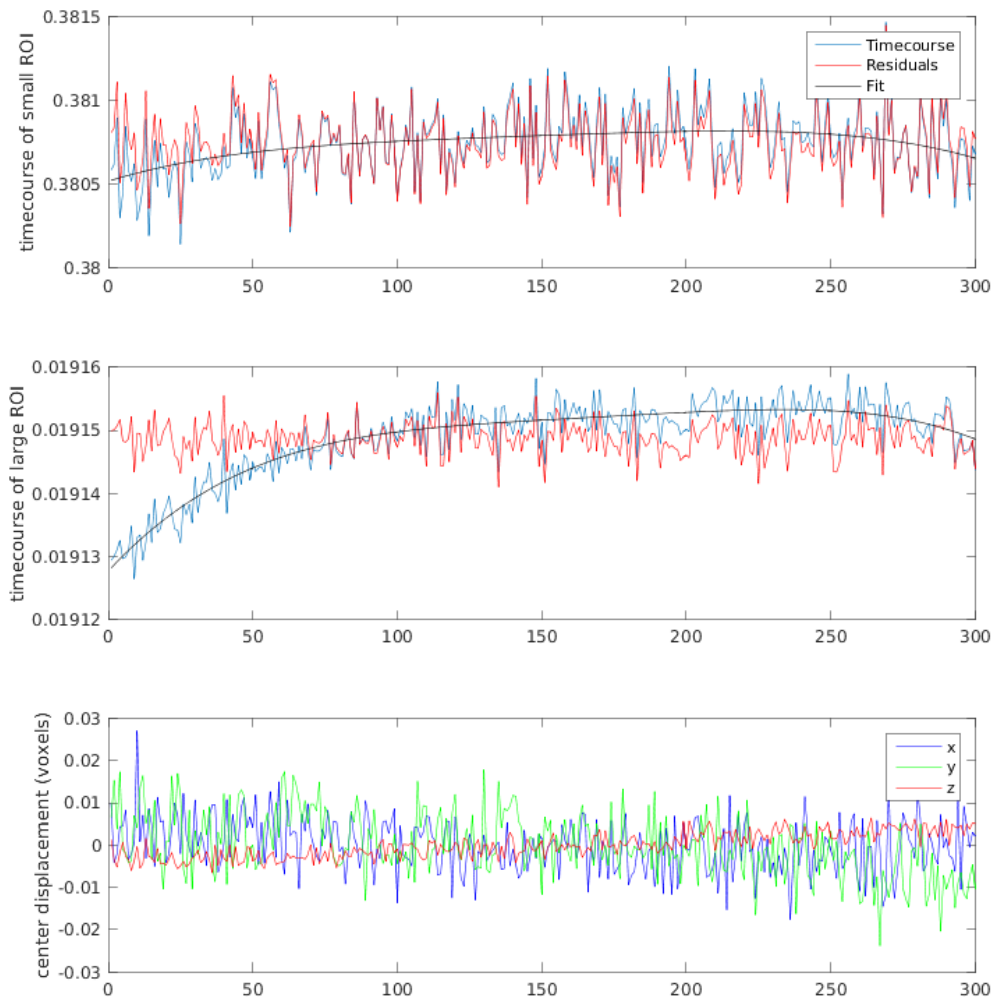 0.3815
0.381
0.3805
0.38
timecourse of small ROI
Timecourse
Residuals
Fit
0 50 100 150 200 250 300
0.01916
0.01915
0.01914
0.01913
0.01912
timecourse of large ROI
0 50 100 150 200 250 300
0.03
0.02
0.01
0
-0.01
-0.02
-0.03
center displacement (voxels)
x
y
z
0 50 100 150 200 250 300